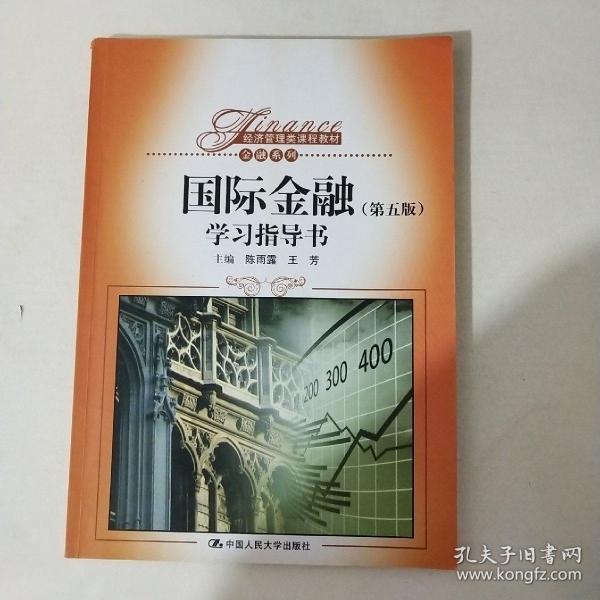 Finance
经济管理类课程教材
金融系列
国际金融(第五版)
学习指导书
主编 陈雨露 王芳
200 300 400
中国人民大学出版社
孔夫子旧书网
www.kongfz.com